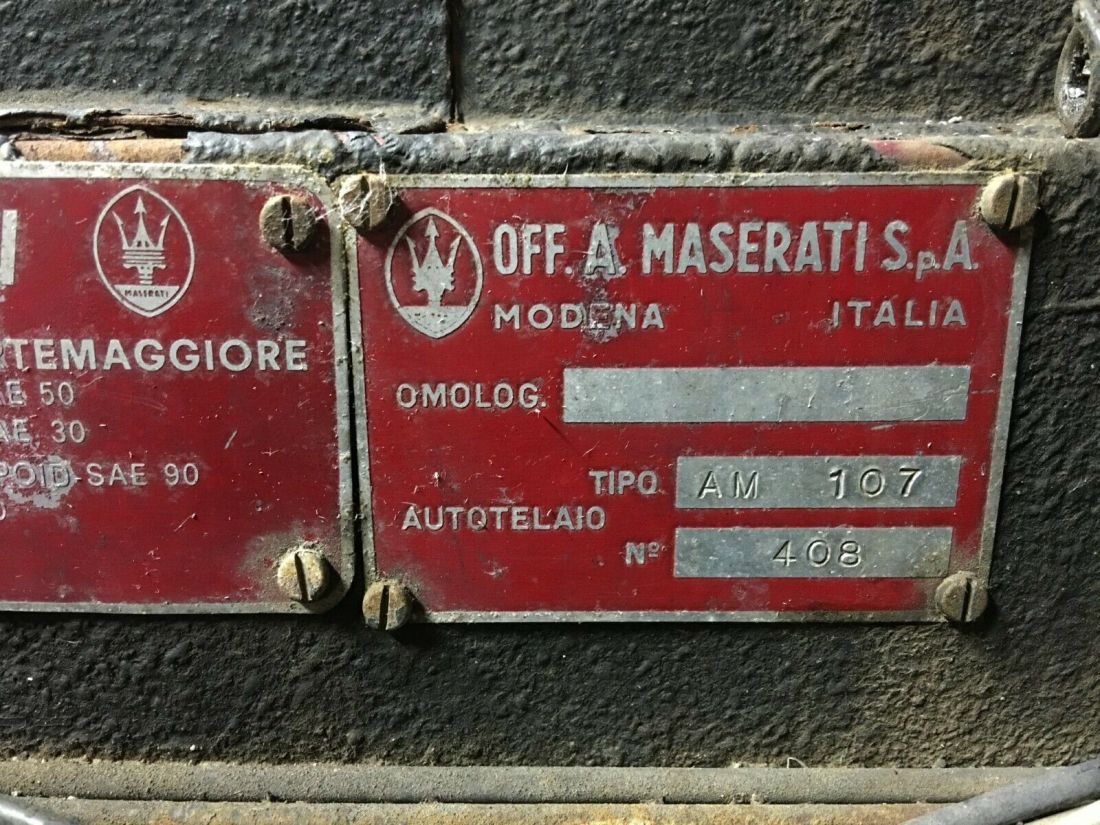 MASERATI
RTEMAGGIORE
AE 50
AE 30
POID-SAE 90
OFF. A. MASERATI S.p.A.
MODENA ITALIA
OMOLOG.
TIPO AM 107
AUTOTELAIO
Nº 408